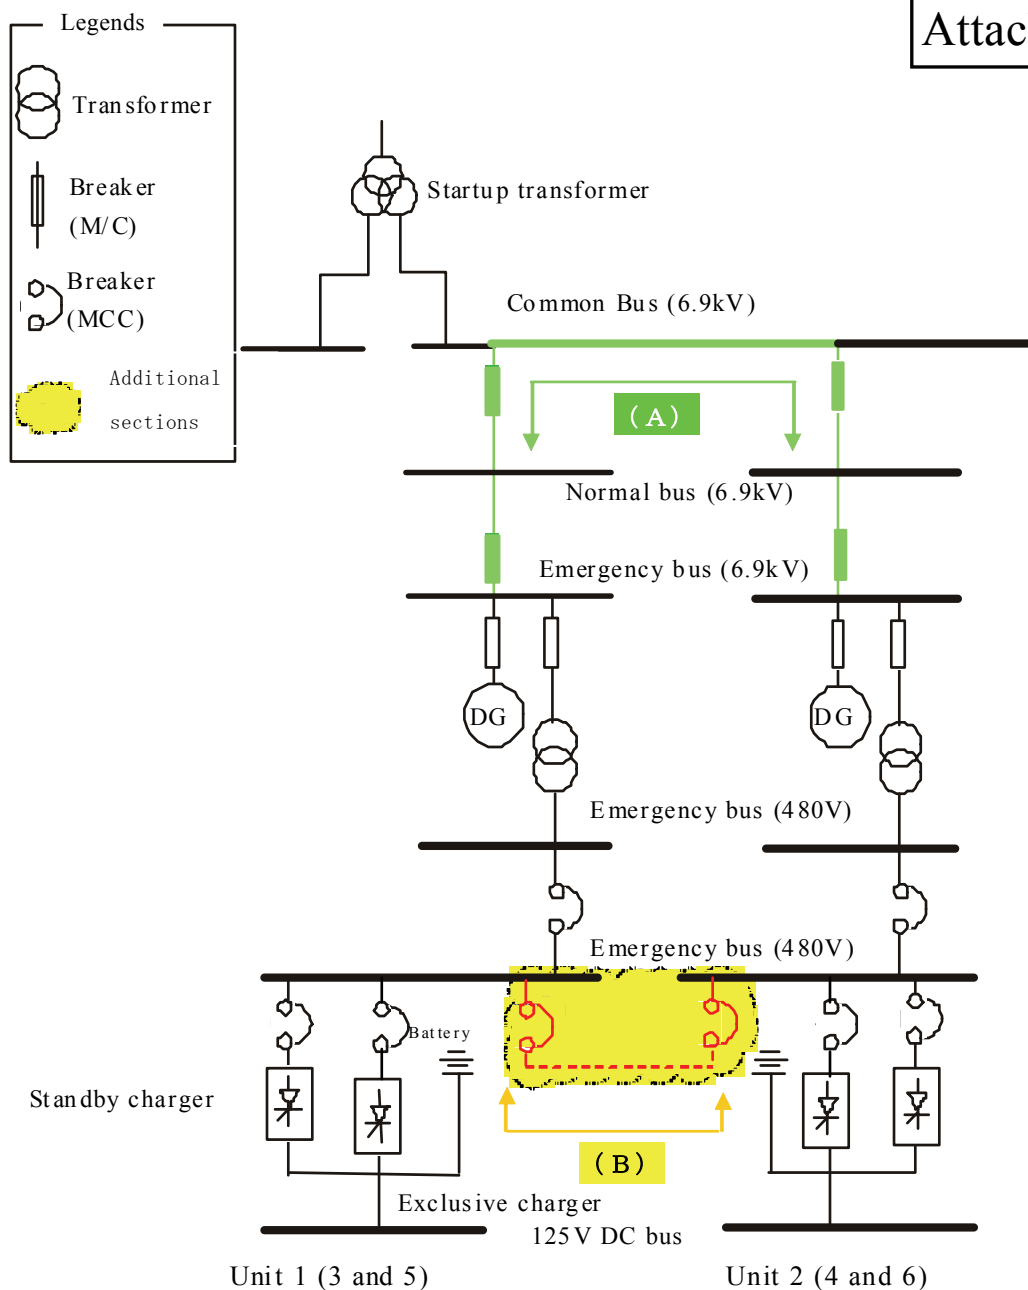 Legends
Attac
Transformer
Breaker
(M/C)
Breaker
(MCC)
Additional
sections
Startup transformer
Common Bus (6.9kV)
(A)
Normal bus (6.9kV)
Emergency bus (6.9kV)
DG
DG
Emergency bus (480V)
Emergency bus (480V)
Battery
Standby charger
(B)
Exclusive charger
125V DC bus
Unit 1 (3 and 5)
Unit 2 (4 and 6)